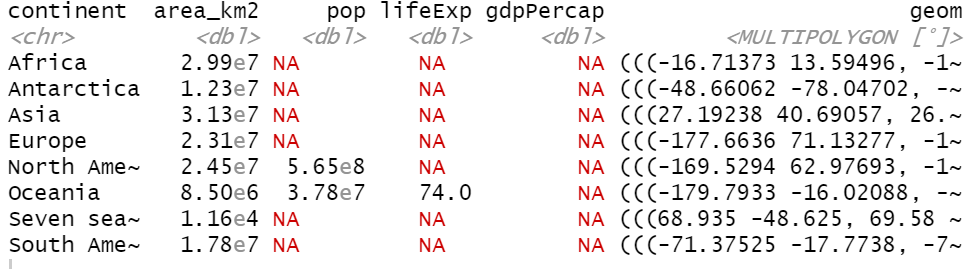 continent area_km2 pop lifeExp gdpPercap geom
<chr> <dbl> <dbl> <dbl> <dbl> <MULTIPOLYGON [°]>
Africa 2.99e7 NA NA NA (((-16.71373 13.59496, -1~
Antarctica 1.23e7 NA NA NA (((-48.66062 -78.04702, -~
Asia 3.13e7 NA NA NA (((27.19238 40.69057, 26.~
Europe 2.31e7 NA NA NA (((-177.6636 71.13277, -1~
North Ame~ 2.45e7 5.65e8 NA NA (((-169.5294 62.97693, -1~
Oceania 8.50e6 3.78e7 74.0 NA (((-179.7933 -16.02088, -~
Seven sea~ 1.16e4 NA NA NA (((68.935 -48.625, 69.58 ~
South Ame~ 1.78e7 NA NA NA (((-71.37525 -17.7738, -7~